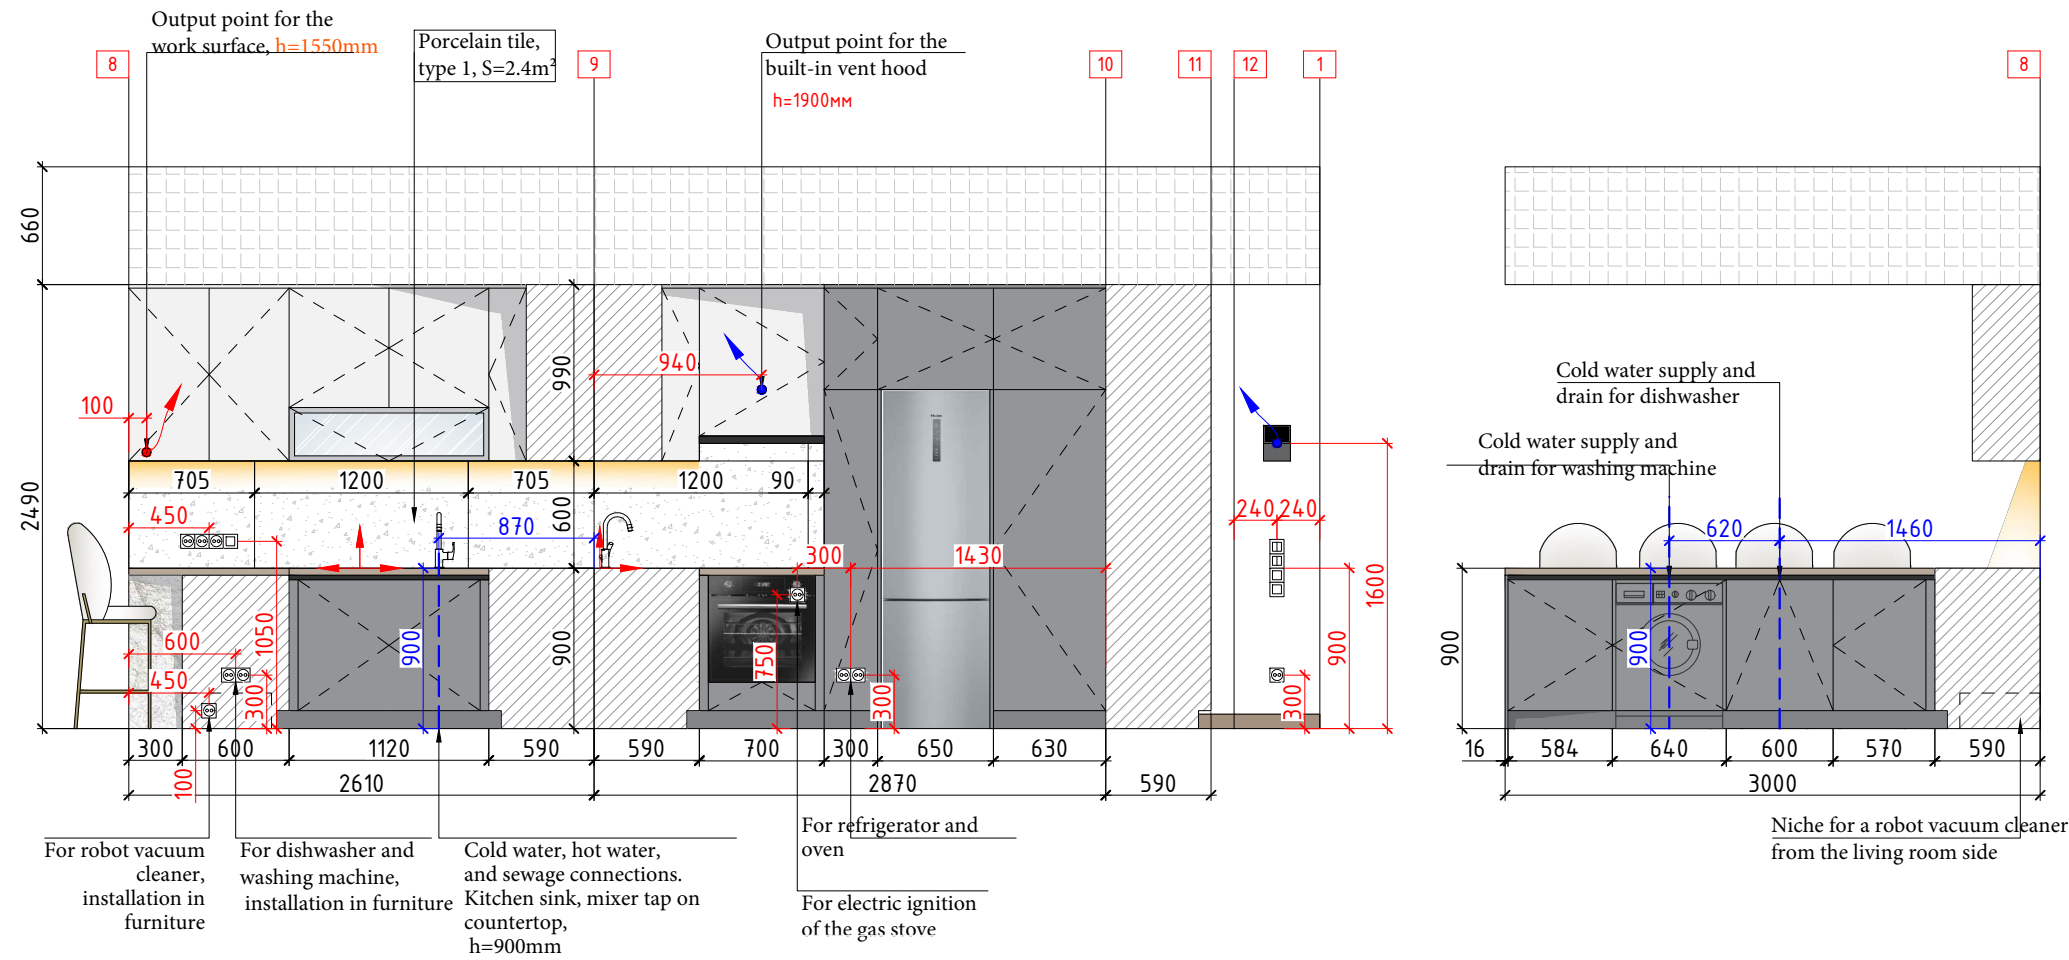 Output point for the
work surface, h=1550mm
Porcelain tile,
type 1, S=2.4m²
Output point for the
built-in vent hood
h=1900мм
8
9
10
11
12
1
8
660
2490
990
600
900
100
940
705
1200
705
1200
90
450
870
300
1430
240
240
1600
900
300
1050
600
450
300
100
900
750
300
300
600
1120
590
590
700
300
650
630
2610
2870
590
Cold water supply and
drain for dishwasher
Cold water supply and
drain for washing machine
620
1460
900
900
16
584
640
600
570
590
3000
For robot vacuum
cleaner,
installation in
furniture
For dishwasher and
washing machine,
installation in furniture
Cold water, hot water,
and sewage connections.
Kitchen sink, mixer tap on
countertop,
h=900mm
For refrigerator and
oven
For electric ignition
of the gas stove
Niche for a robot vacuum cleaner
from the living room side